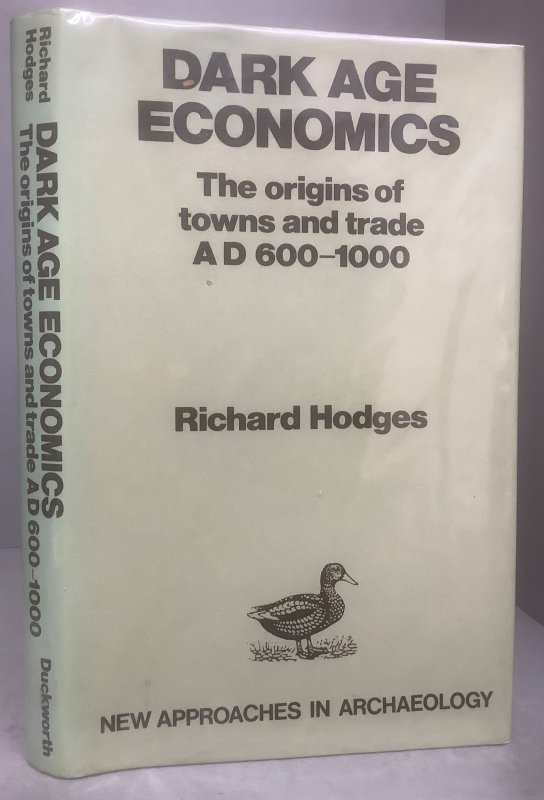 Richard
Hodges
DARK AGE ECONOMICS
The origins of towns and trade AD 600–1000
Duckworth
DARK AGE
ECONOMICS
The origins of
towns and trade
A D 600–1000
Richard Hodges
NEW APPROACHES IN ARCHAEOLOGY